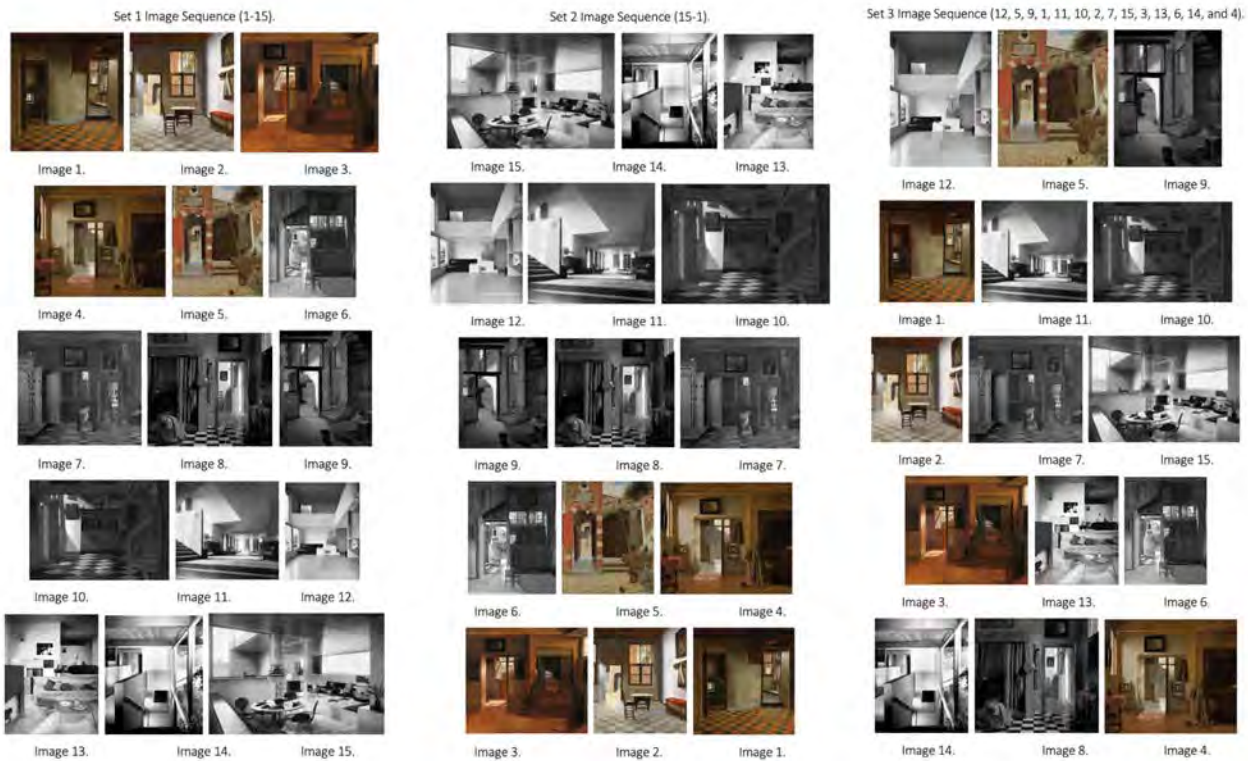 Set 1 Image Sequence (1-15).
Image 1. Image 2. Image 3.
Image 4. Image 5. Image 6.
Image 7. Image 8. Image 9.
Image 10. Image 11. Image 12.
Image 13. Image 14. Image 15.
Set 2 Image Sequence (15-1).
Image 15. Image 14. Image 13.
Image 12. Image 11. Image 10.
Image 9. Image 8. Image 7.
Image 6. Image 5. Image 4.
Image 3. Image 2. Image 1.
Set 3 Image Sequence (12, 5, 9, 1, 11, 10, 2, 7, 15, 3, 13, 6, 14, and 4).
Image 12. Image 5. Image 9.
Image 1. Image 11. Image 10.
Image 2. Image 7. Image 15.
Image 3. Image 13. Image 6.
Image 14. Image 8. Image 4.